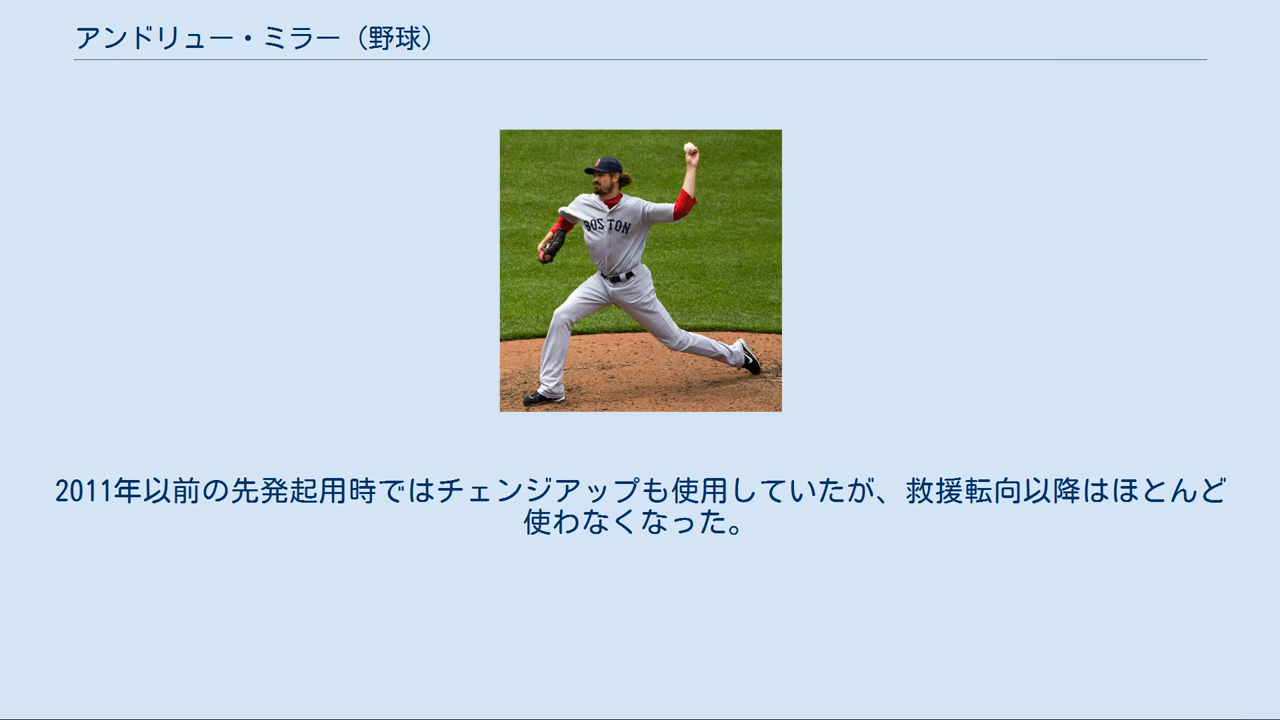 アンドリュー・ミラー（野球）
BOSTON
2011年以前の先発起用時ではチェンジアップも使用していたが、救援転向以降はほとんど
使わなくなった。